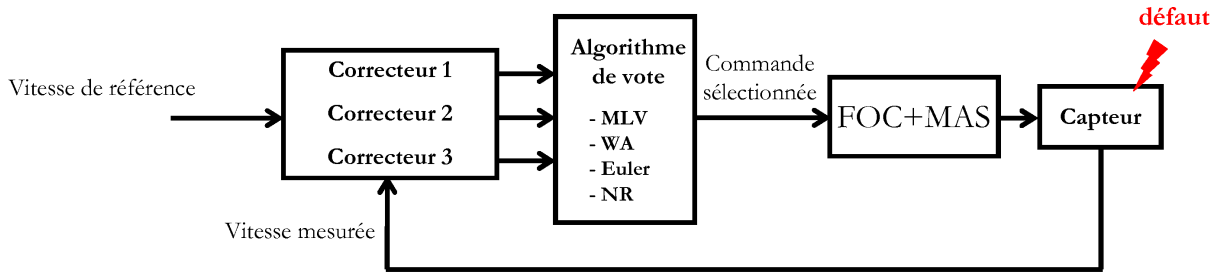 défaut
Vitesse de référence
Correcteur 1
Correcteur 2
Correcteur 3
Algorithme
de vote
- MLV
- WA
- Euler
- NR
Commande
sélectionnée
FOC+MAS
Capteur
Vitesse mesurée